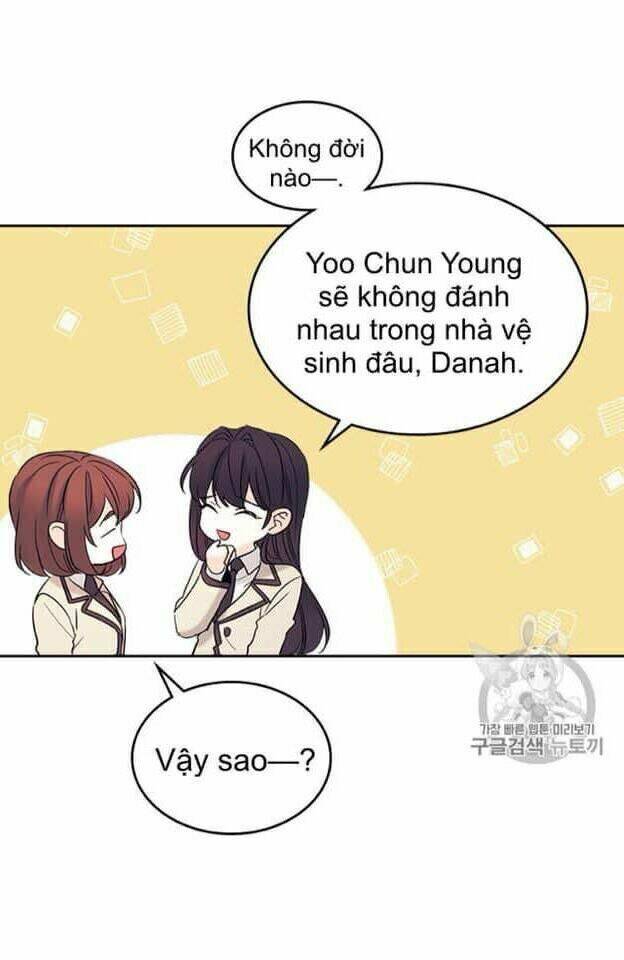 Không đời
nào—.
Yoo Chun Young
sẽ không đánh
nhau trong nhà vệ
sinh đâu, Danah.
가장 빠른 웹툰 미리보기
구글검색 뉴토끼
Vậy sao—?